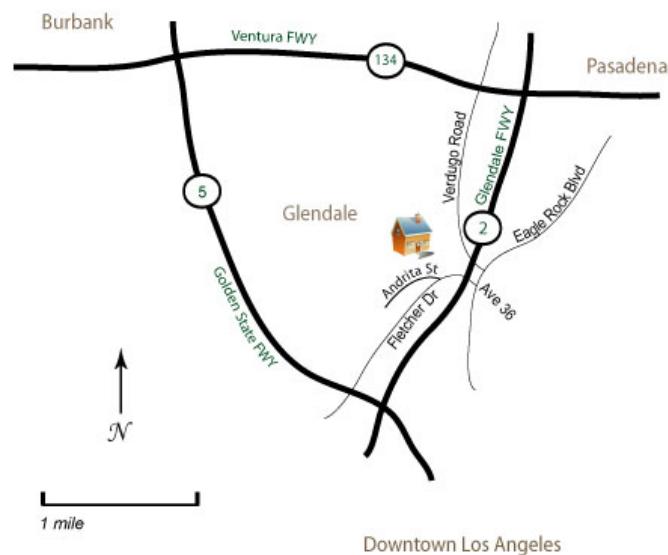 Burbank
Ventura FWY
134
Pasadena
Verdugo Road
Glendale FWY
5
Glendale
2
Eagle Rock Blvd
Andrita St
Ave 36
Fletcher Dr
Golden State FWY
N
1 mile
Downtown Los Angeles